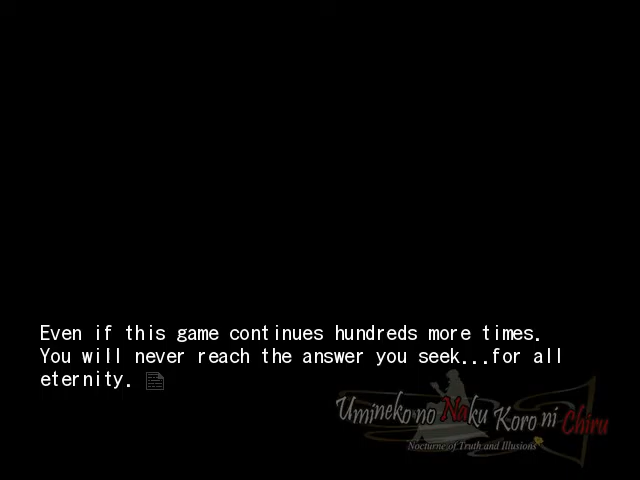 Even if this game continues hundreds more times.
You will never reach the answer you seek...for all
eternity.
Umineko no Naku Koro ni Chiru
Nocturne of Truth and Illusions